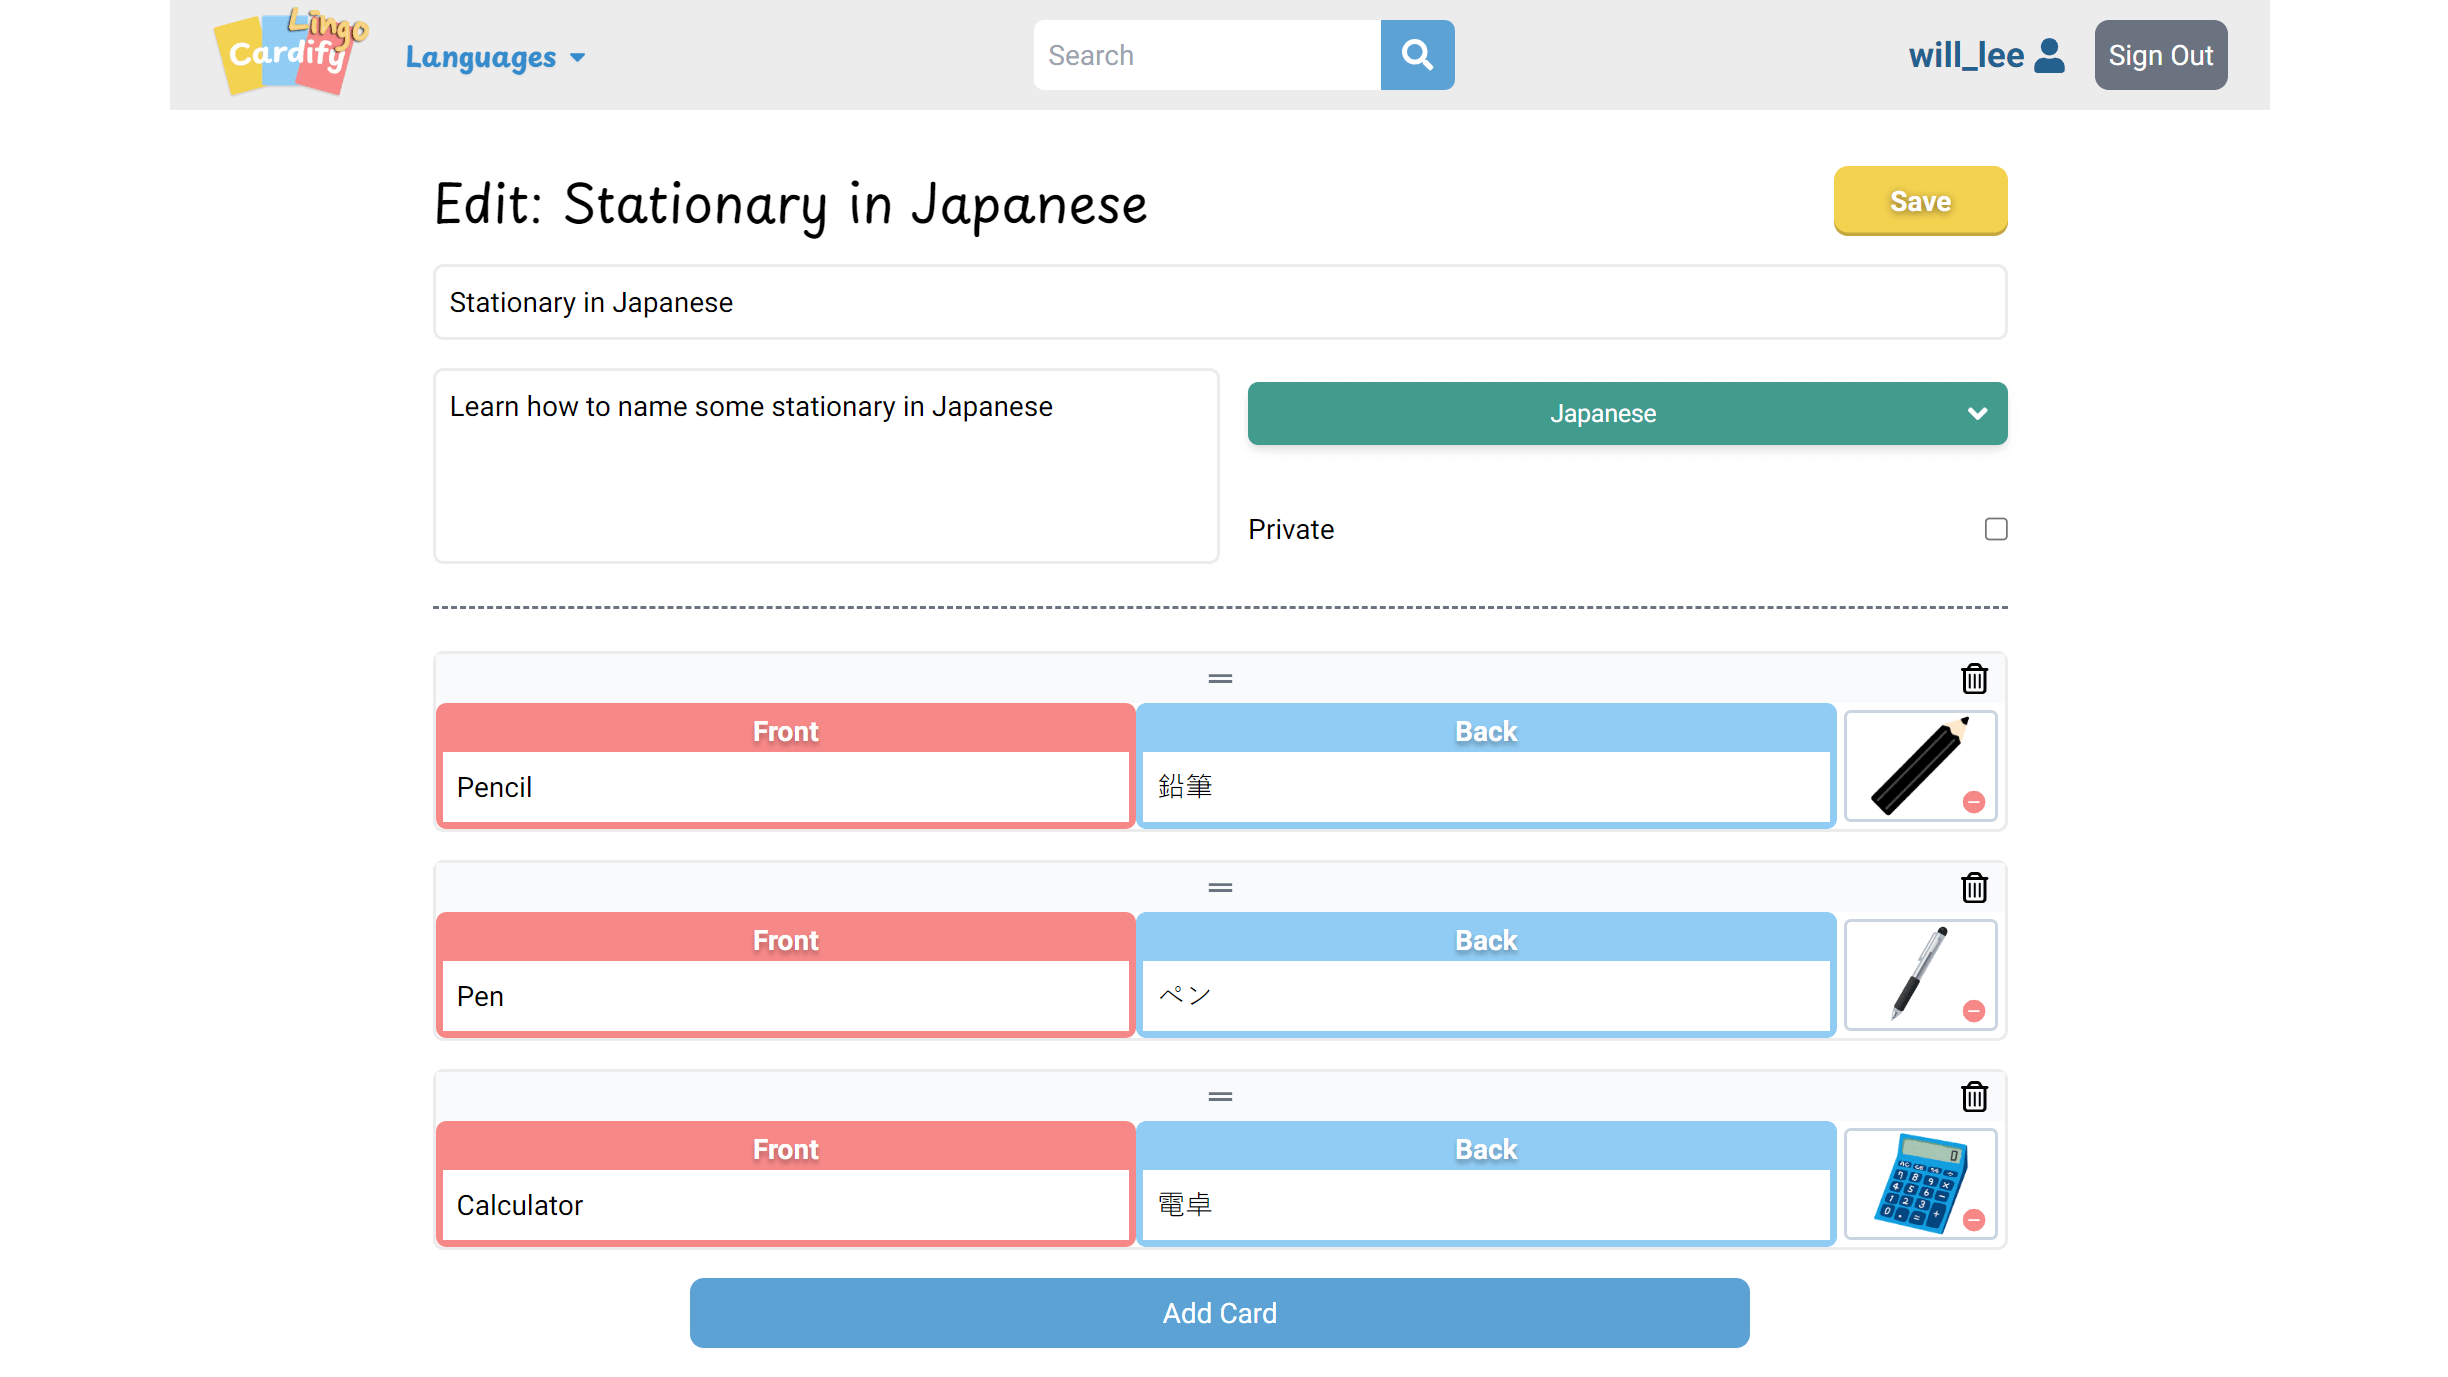 Lingo
Cardify
Languages
Search
will_lee
Sign Out
Edit: Stationary in Japanese
Save
Stationary in Japanese
Learn how to name some stationary in Japanese
Japanese
Private
Front
Back
Pencil
鉛筆
Front
Back
Pen
ペン
Front
Back
Calculator
電卓
Add Card